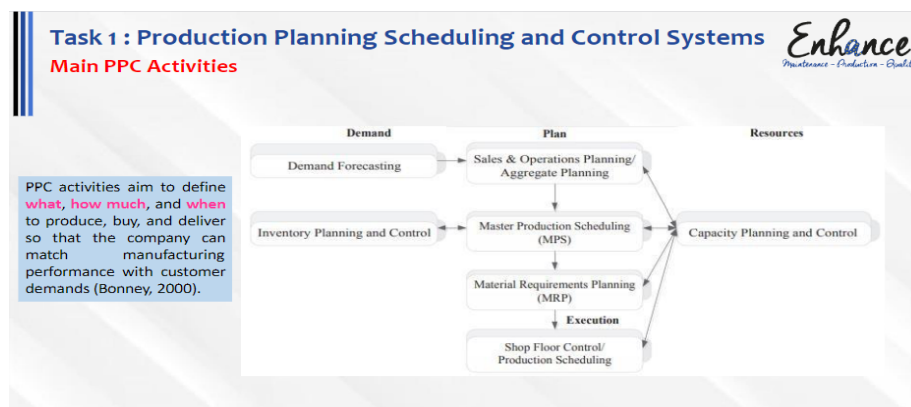 Task 1 : Production Planning Scheduling and Control Systems
Main PPC Activities
Enhance
Maintenance - Production - Quality
PPC activities aim to define
what, how much, and when
to produce, buy, and deliver
so that the company can
match manufacturing
performance with customer
demands (Bonney, 2000).
Demand
Plan
Resources
Demand Forecasting
Sales & Operations Planning/
Aggregate Planning
Inventory Planning and Control
Master Production Scheduling
(MPS)
Capacity Planning and Control
Material Requirements Planning
(MRP)
Execution
Shop Floor Control/
Production Scheduling